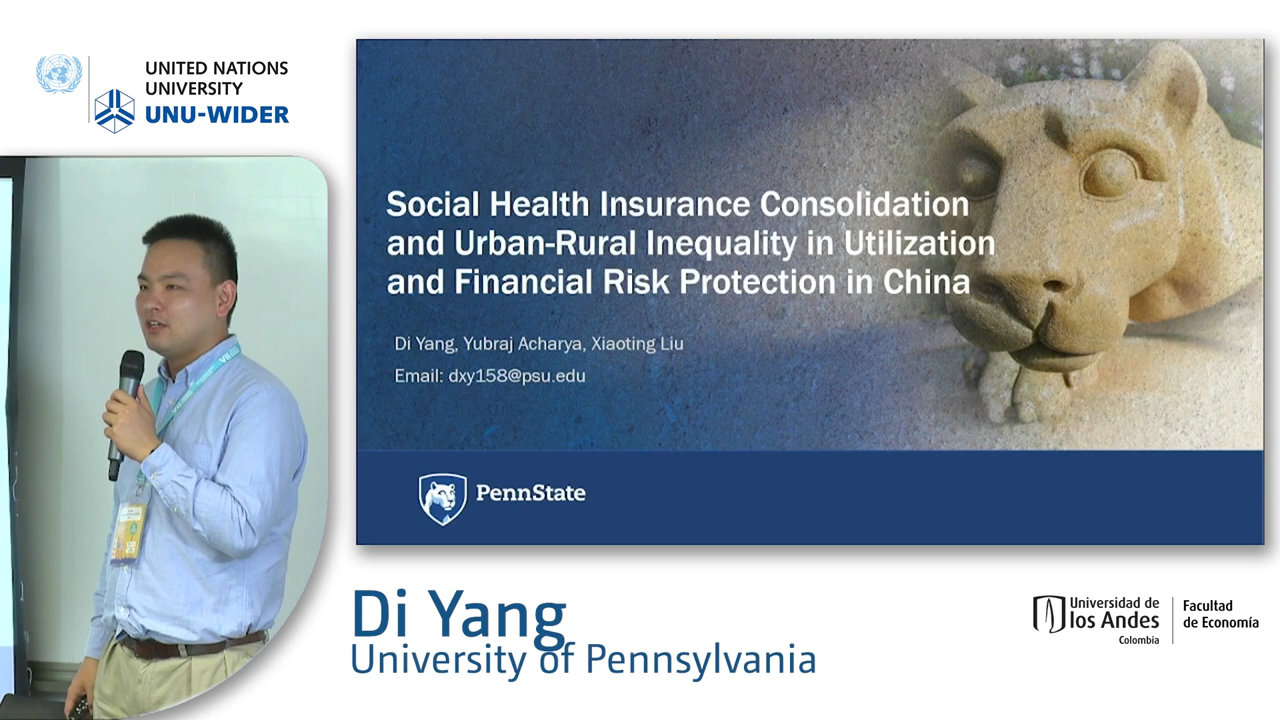 UNITED NATIONS
UNIVERSITY
UNU-WIDER
Social Health Insurance Consolidation
and Urban-Rural Inequality in Utilization
and Financial Risk Protection in China
Di Yang, Yubraj Acharya, Xiaoting Liu
Email: dxy158@psu.edu
PennState
Di Yang
University of Pennsylvania
Universidad de
los Andes
Colombia
Facultad
de Economía